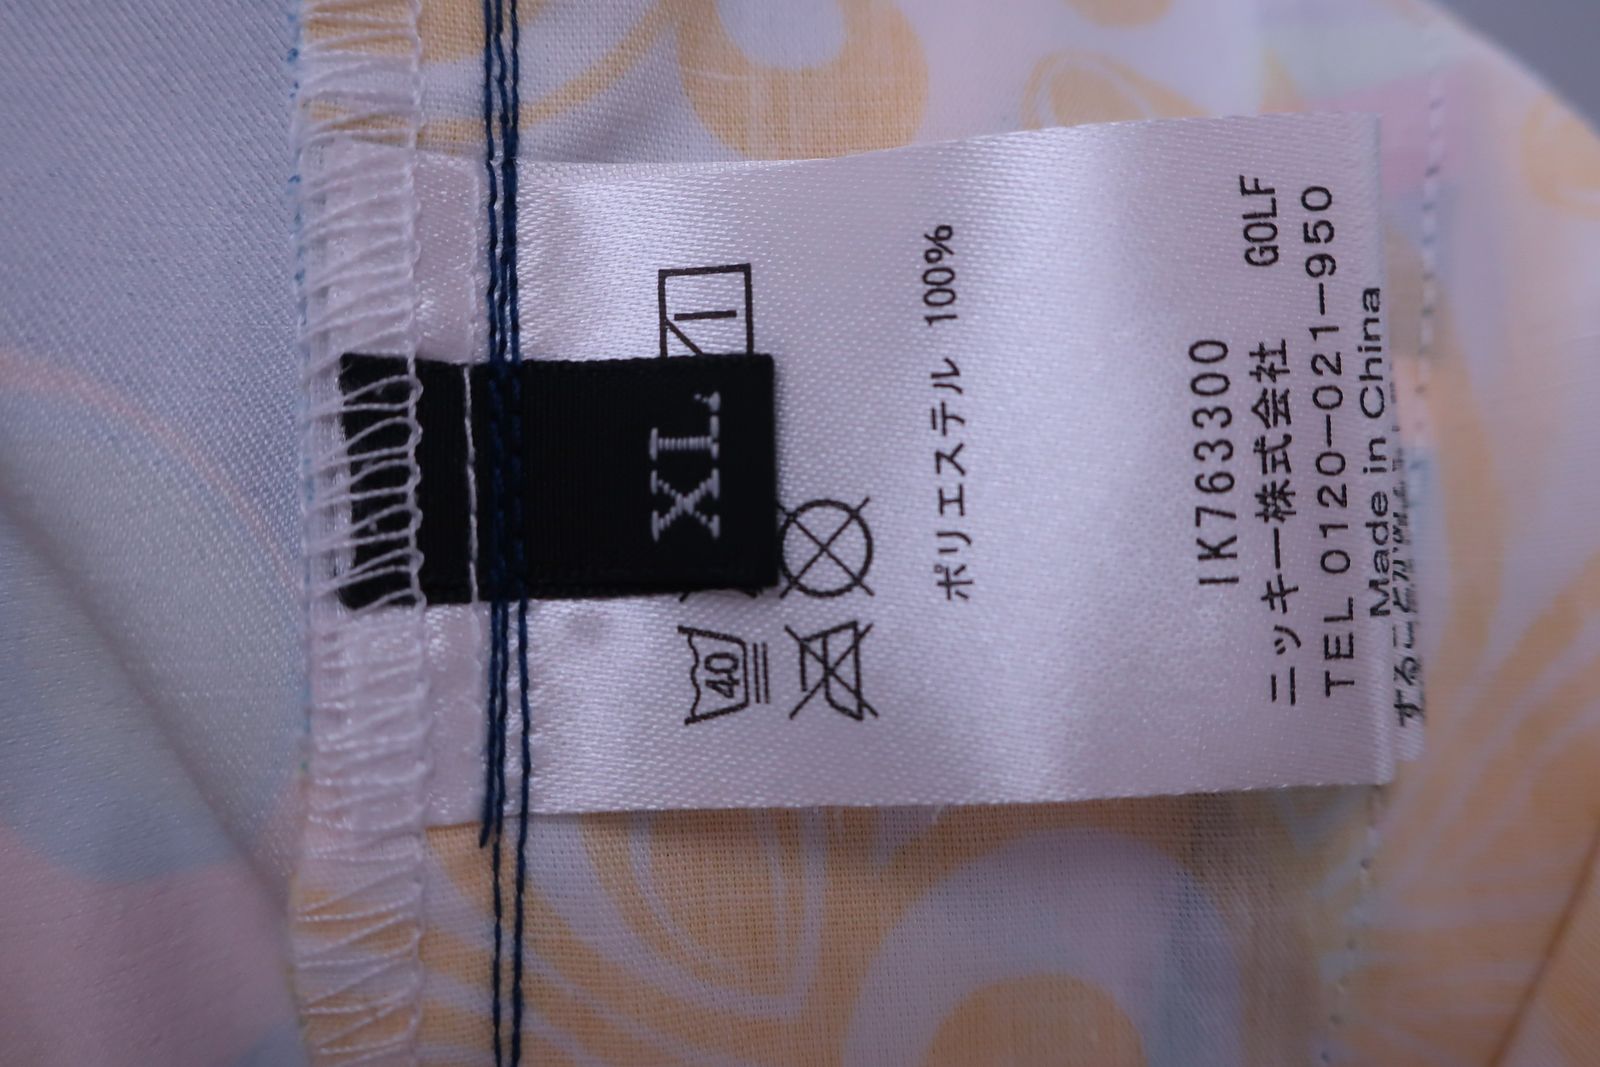 XL
40
ポリエステル 100%
IK763300
ニッキー株式会社 GOLF
TEL 0120-021-950
Made in China